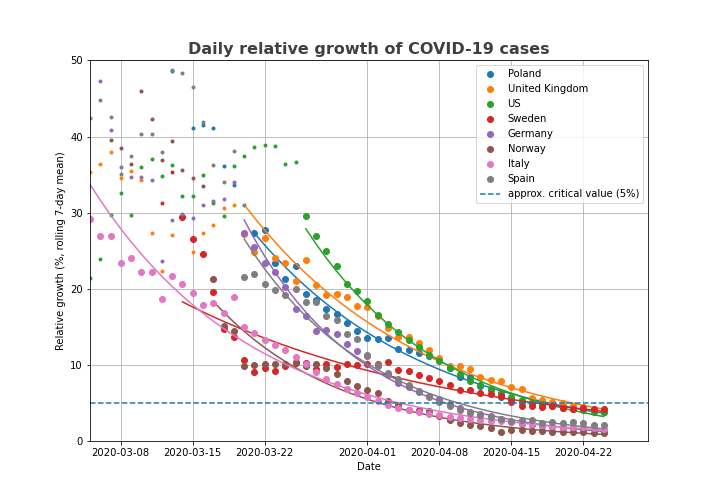 Daily relative growth of COVID-19 cases
Relative growth (%, rolling 7-day mean)
50
40
30
20
10
0
Poland
United Kingdom
US
Sweden
Germany
Norway
Italy
Spain
approx. critical value (5%)
2020-03-08 2020-03-15 2020-03-22 2020-04-01 2020-04-08 2020-04-15 2020-04-22
Date